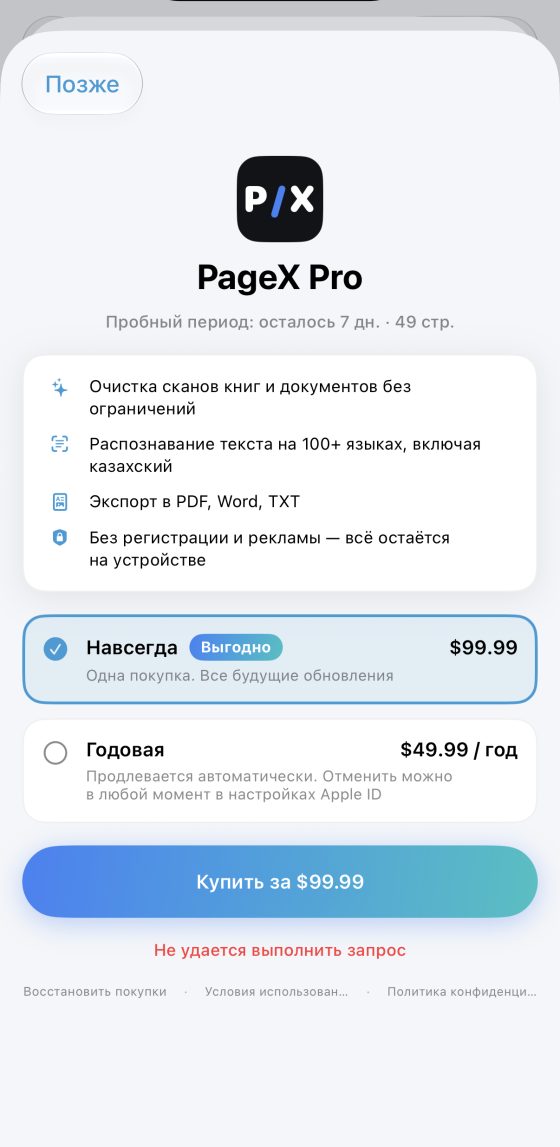 Позже
P/X
PageX Pro
Пробный период: осталось 7 дн. · 49 стр.
Очистка сканов книг и документов без
ограничений
Распознавание текста на 100+ языках, включая
казахский
Экспорт в PDF, Word, TXT
Без регистрации и рекламы — всё остаётся
на устройстве
Навсегда Выгодно $99.99
Одна покупка. Все будущие обновления
Годовая $49.99 / год
Продлевается автоматически. Отменить можно
в любой момент в настройках Apple ID
Купить за $99.99
Не удается выполнить запрос
Восстановить покупки · Условия использован... · Политика конфиденци...